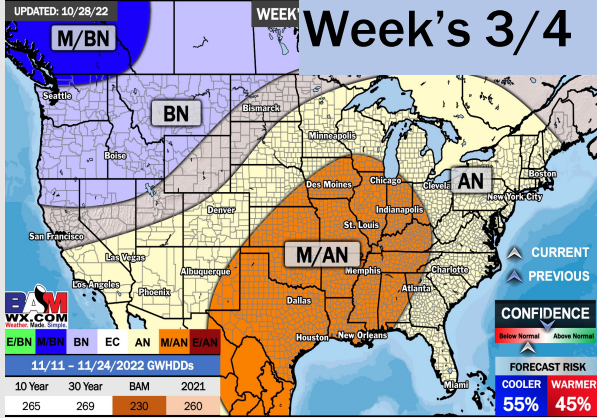 UPDATED: 10/28/22
WEEK'
Week's 3/4
M/BN
Seattle
BN
Bismarck
Minneapolis
Boise
Des Moines
Chicago
Clevela
AN
Boston
New York City
Indianapolis
Denver
San Francisco
St. Louis
Las Vegas
M/AN
CURRENT
Los Angeles
Albuquerque
Memphis
Charlotte
PREVIOUS
Phoenix
Atlanta
Dallas
BAM
WX.COM
Weather. Made. Simple.
CONFIDENCE
Below Normal
Above Normal
Houston
New Orleans
E/BN
M/BN
BN
EC
AN
M/AN
E/AN
11/11 – 11/24/2022 GWHDDs
FORECAST RISK
10 Year
30 Year
BAM
2021
Miami
COOLER
WARMER
265
269
230
260
55%
45%